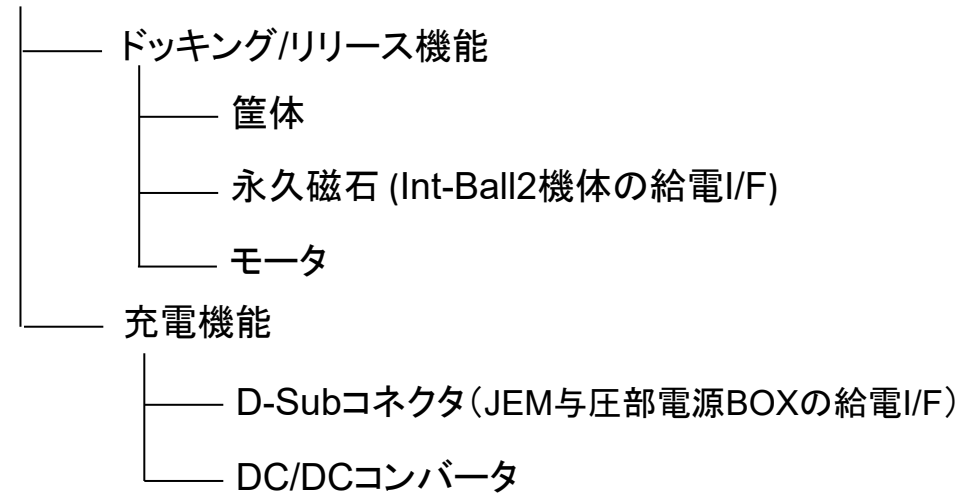 ドッキング/リリース機能
筐体
永久磁石 (Int-Ball2機体の給電I/F)
モータ
充電機能
D-Subコネクタ（JEM与圧部電源BOXの給電I/F）
DC/DCコンバータ